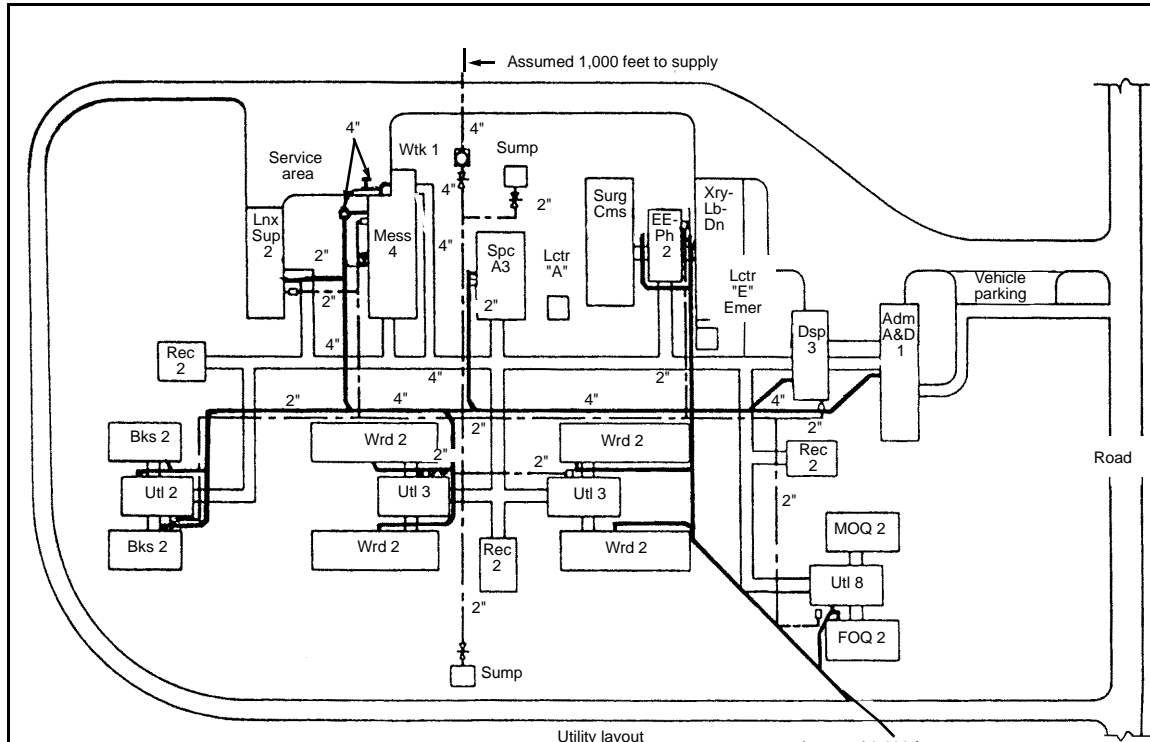 Assumed 1,000 feet to supply
4"
4"
Wtk 1
Sump
Service
area
4"
2"
Lnx
Sup
2
2"
Mess
4
4"
Spc
A3
Lctr
"A"
Surg
Cms
EE-
Ph
2
Xry-
Lb-
Dn
Lctr
"E"
Emer
Vehicle
parking
2"
2"
Dsp
3
Adm
A&D
1
Rec
2
4"
4"
2"
2"
4"
4"
4"
2"
2"
Bks 2
Wrd 2
2"
2"
Wrd 2
Rec
2
Road
Utl 2
Utl 3
Utl 3
2"
Bks 2
Wrd 2
Rec
2
Wrd 2
MOQ 2
Utl 8
2"
2"
FOQ 2
Sump
Utility layout